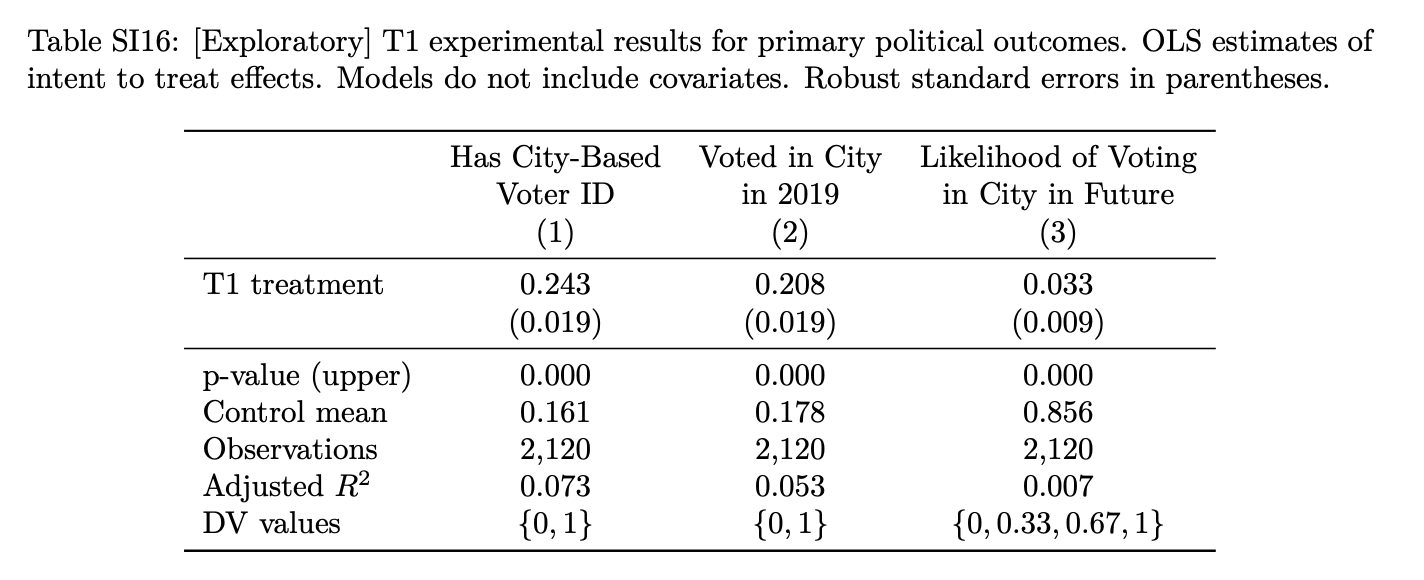 Table SI16: [Exploratory] T1 experimental results for primary political outcomes. OLS estimates of
intent to treat effects. Models do not include covariates. Robust standard errors in parentheses.
Has City-Based Voted in City Likelihood of Voting
Voter ID in 2019 in City in Future
(1) (2) (3)
T1 treatment 0.243 0.208 0.033
(0.019) (0.019) (0.009)
p-value (upper) 0.000 0.000 0.000
Control mean 0.161 0.178 0.856
Observations 2,120 2,120 2,120
Adjusted R² 0.073 0.053 0.007
DV values {0, 1} {0, 1} {0, 0.33, 0.67, 1}